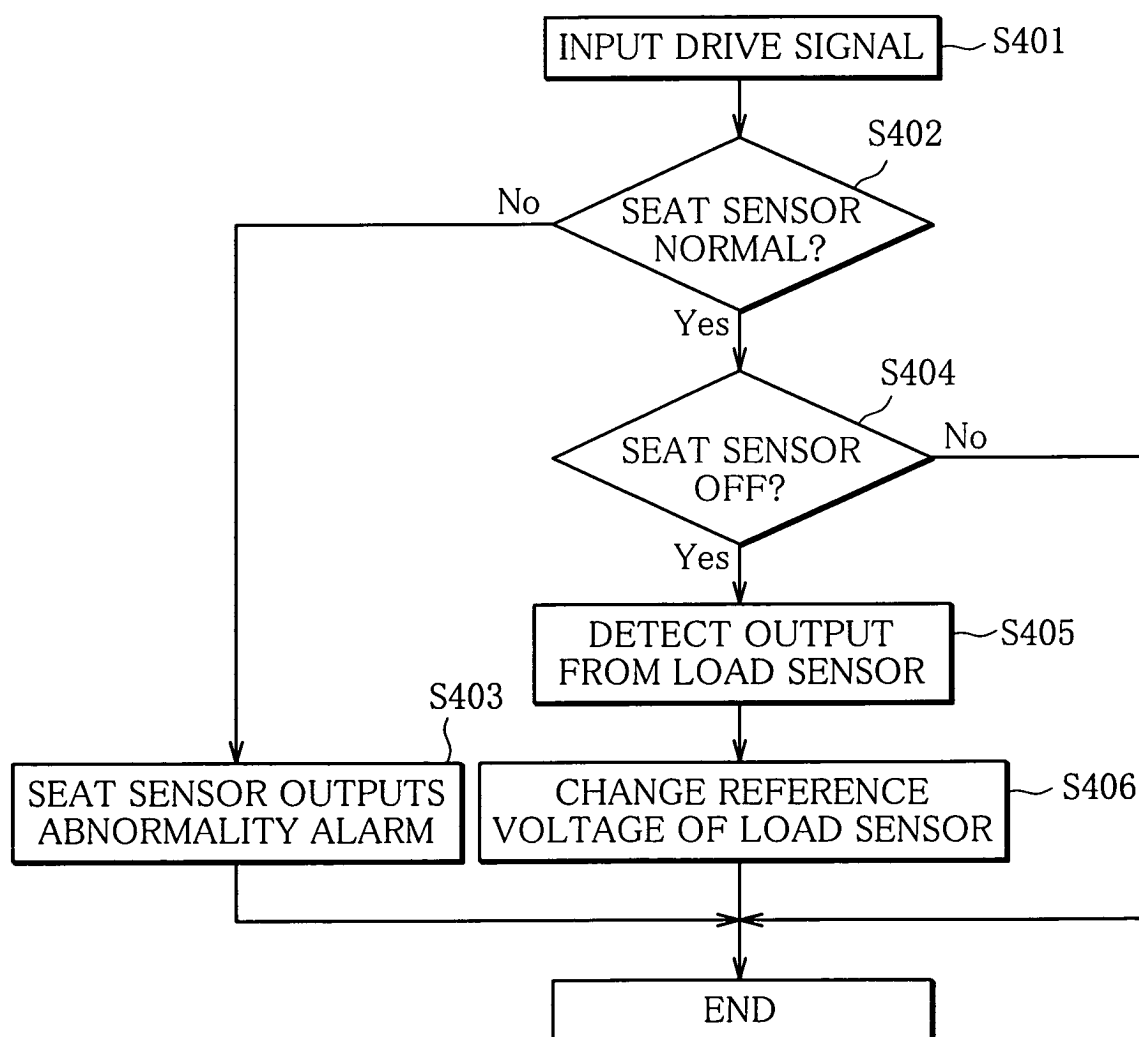 INPUT DRIVE SIGNAL
S401
S402
No
SEAT SENSOR
NORMAL?
Yes
S404
No
SEAT SENSOR
OFF?
Yes
DETECT OUTPUT
FROM LOAD SENSOR
S405
S403
SEAT SENSOR OUTPUTS
ABNORMALITY ALARM
CHANGE REFERENCE
VOLTAGE OF LOAD SENSOR
S406
END